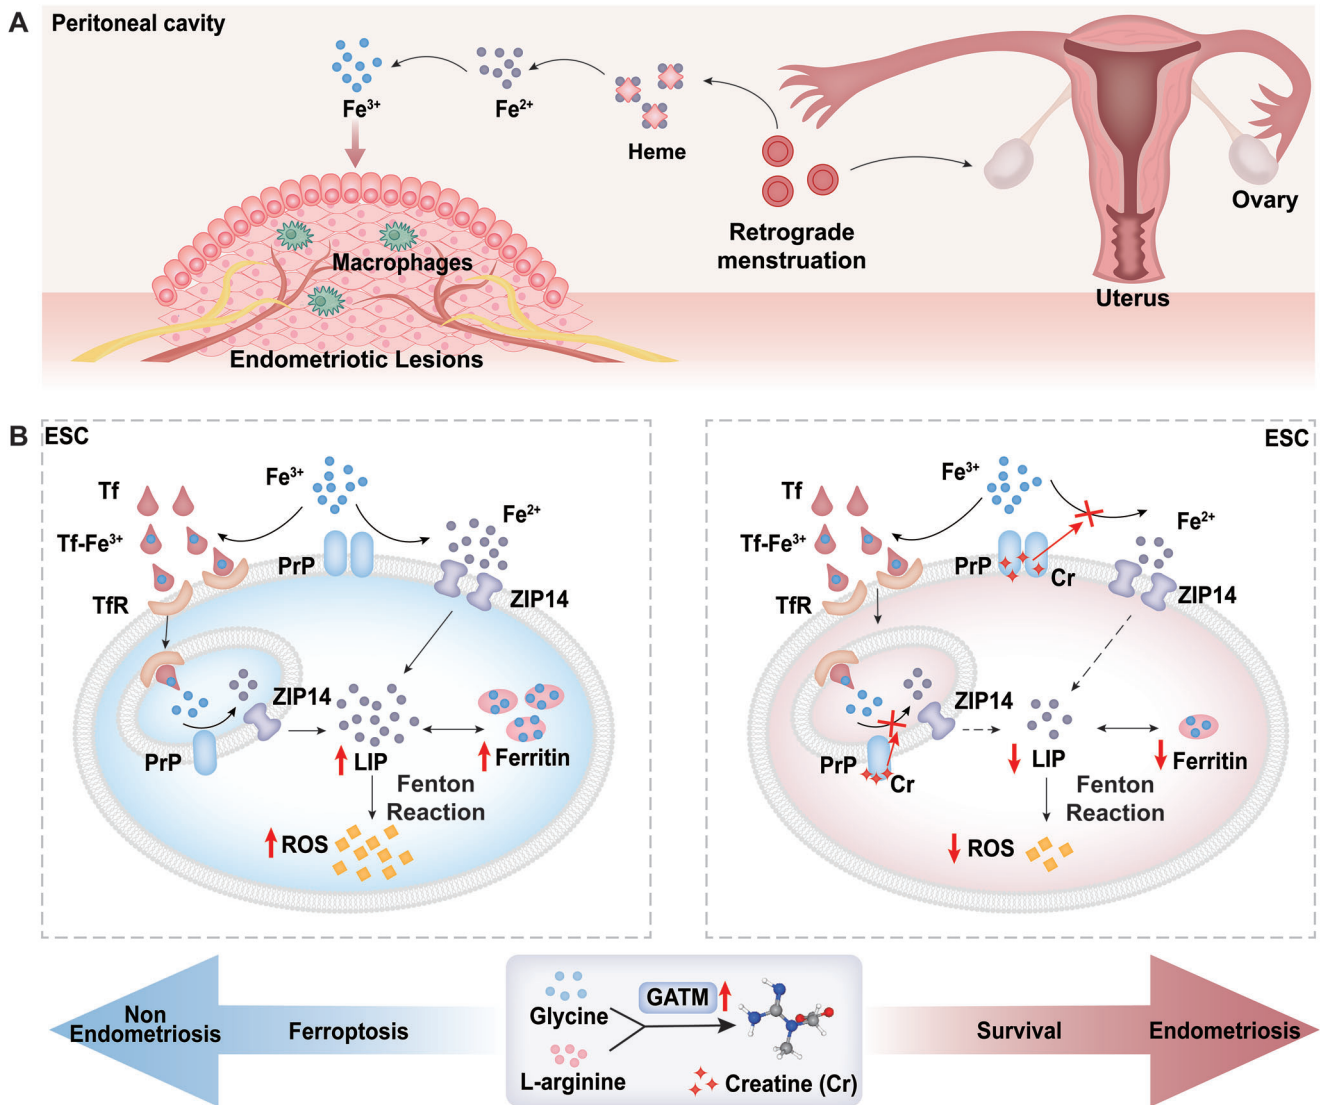 A
Peritoneal cavity
Fe³⁺
Fe²⁺
Heme
Retrograde
menstruation
Ovary
Uterus
Macrophages
Endometriotic Lesions
B
ESC
Tf
Fe³⁺
Fe²⁺
Tf-Fe³⁺
PrP
TfR
ZIP14
ZIP14
PrP
LIP
Ferritin
Fenton
Reaction
ROS
ESC
Tf
Fe³⁺
Fe²⁺
Tf-Fe³⁺
PrP
Cr
TfR
ZIP14
ZIP14
PrP
Cr
LIP
Ferritin
Fenton
Reaction
ROS
Non
Endometriosis
Ferroptosis
Glycine
GATM
L-arginine
Creatine (Cr)
Survival
Endometriosis